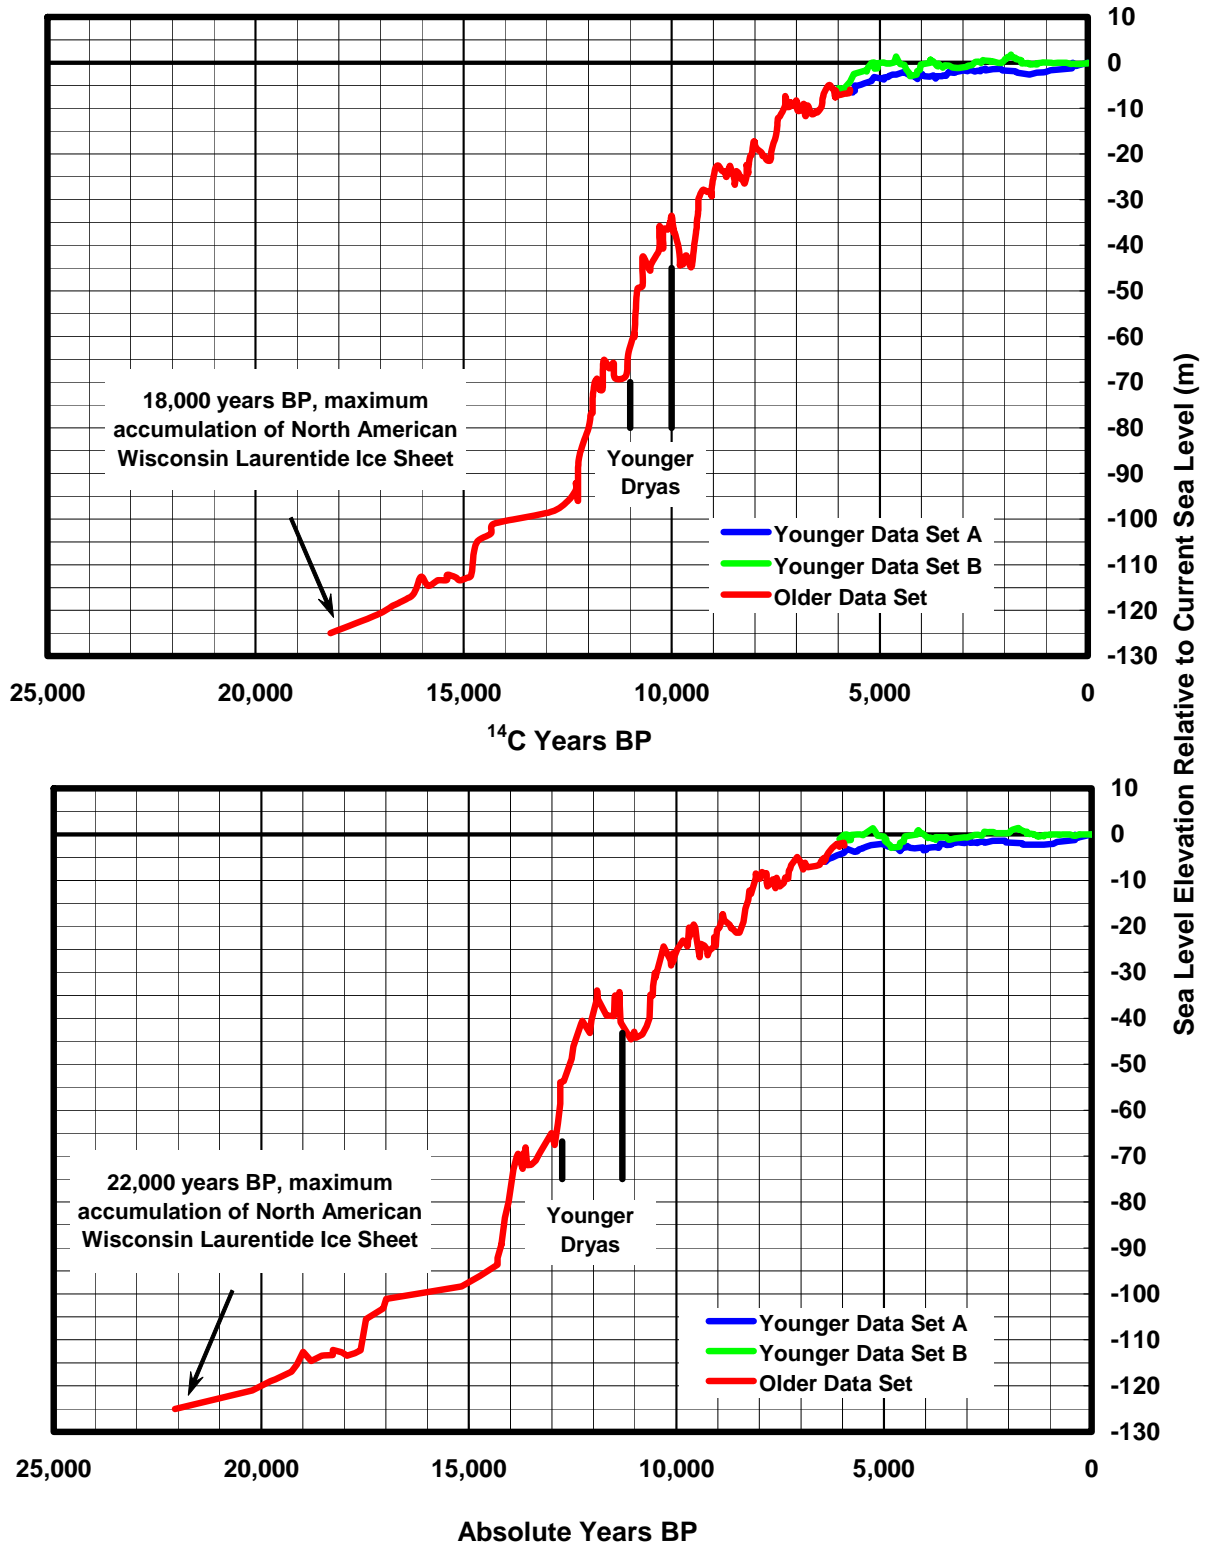 10
0
-10
-20
-30
-40
-50
-60
-70
-80
-90
-100
-110
-120
-130
18,000 years BP, maximum
accumulation of North American
Wisconsin Laurentide Ice Sheet
Younger
Dryas
Younger Data Set A
Younger Data Set B
Older Data Set
25,000 20,000 15,000 10,000 5,000 0
14C Years BP
Sea Level Elevation Relative to Current Sea Level (m)
10
0
-10
-20
-30
-40
-50
-60
-70
-80
-90
-100
-110
-120
-130
22,000 years BP, maximum
accumulation of North American
Wisconsin Laurentide Ice Sheet
Younger
Dryas
Younger Data Set A
Younger Data Set B
Older Data Set
25,000 20,000 15,000 10,000 5,000 0
Absolute Years BP